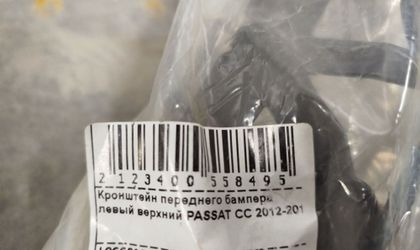 2 123400 558495
Кронштейн переднего бампера
левый верхний PASSAT CC 2012-201